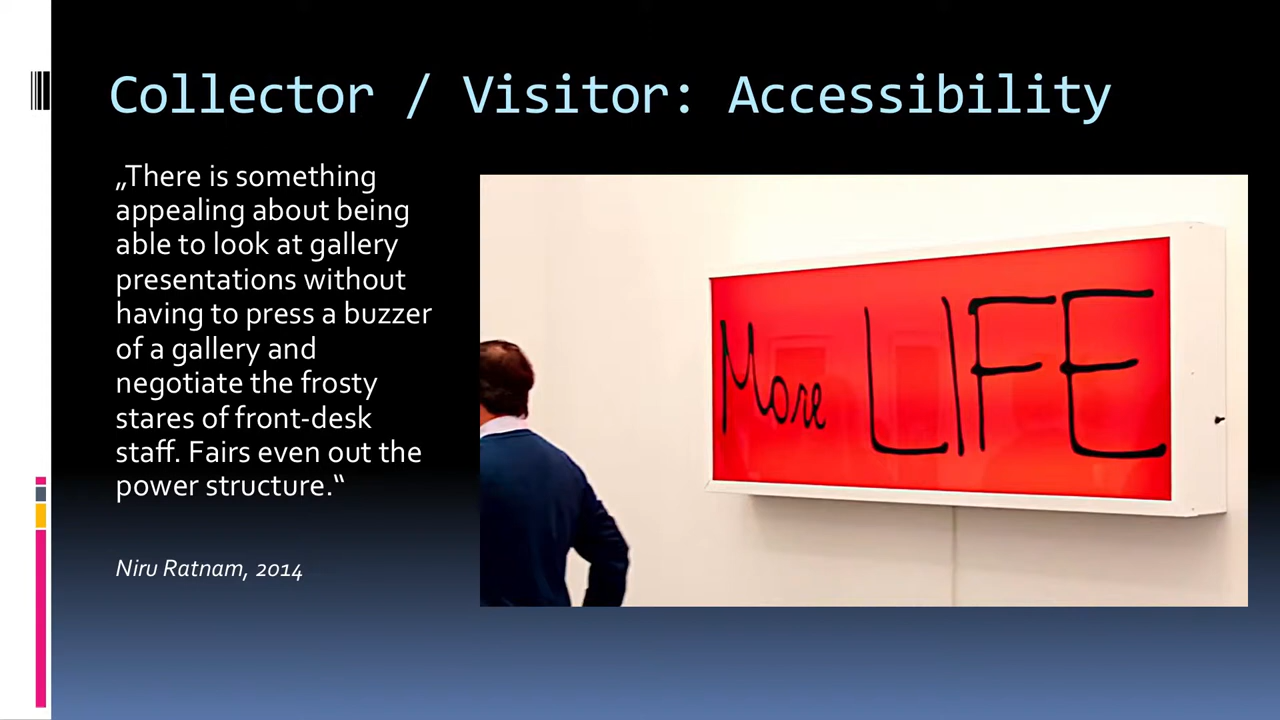 Collector / Visitor: Accessibility
„There is something
appealing about being
able to look at gallery
presentations without
having to press a buzzer
of a gallery and
negotiate the frosty
stares of front-desk
staff. Fairs even out the
power structure.“
Niru Ratnam, 2014
More LIFE